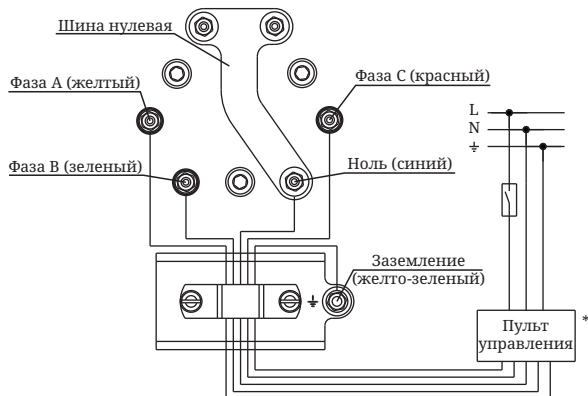 Шина нулевая
Фаза А (желтый)
Фаза С (красный)
L
N
Фаза В (зеленый)
Ноль (синий)
Заземление
(желто-зеленый)
Пульт
управления
*